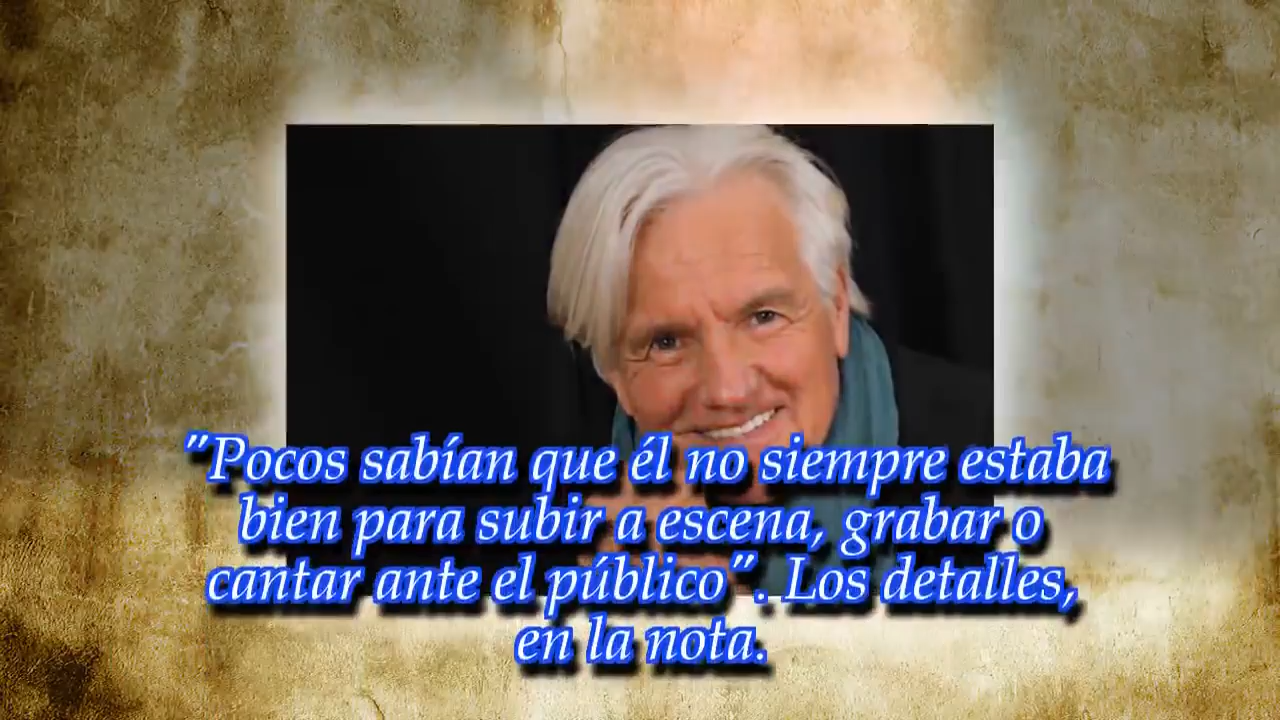 "Pocos sabían que él no siempre estaba
bien para subir a escena, grabar o
cantar ante el público". Los detalles,
en la nota.